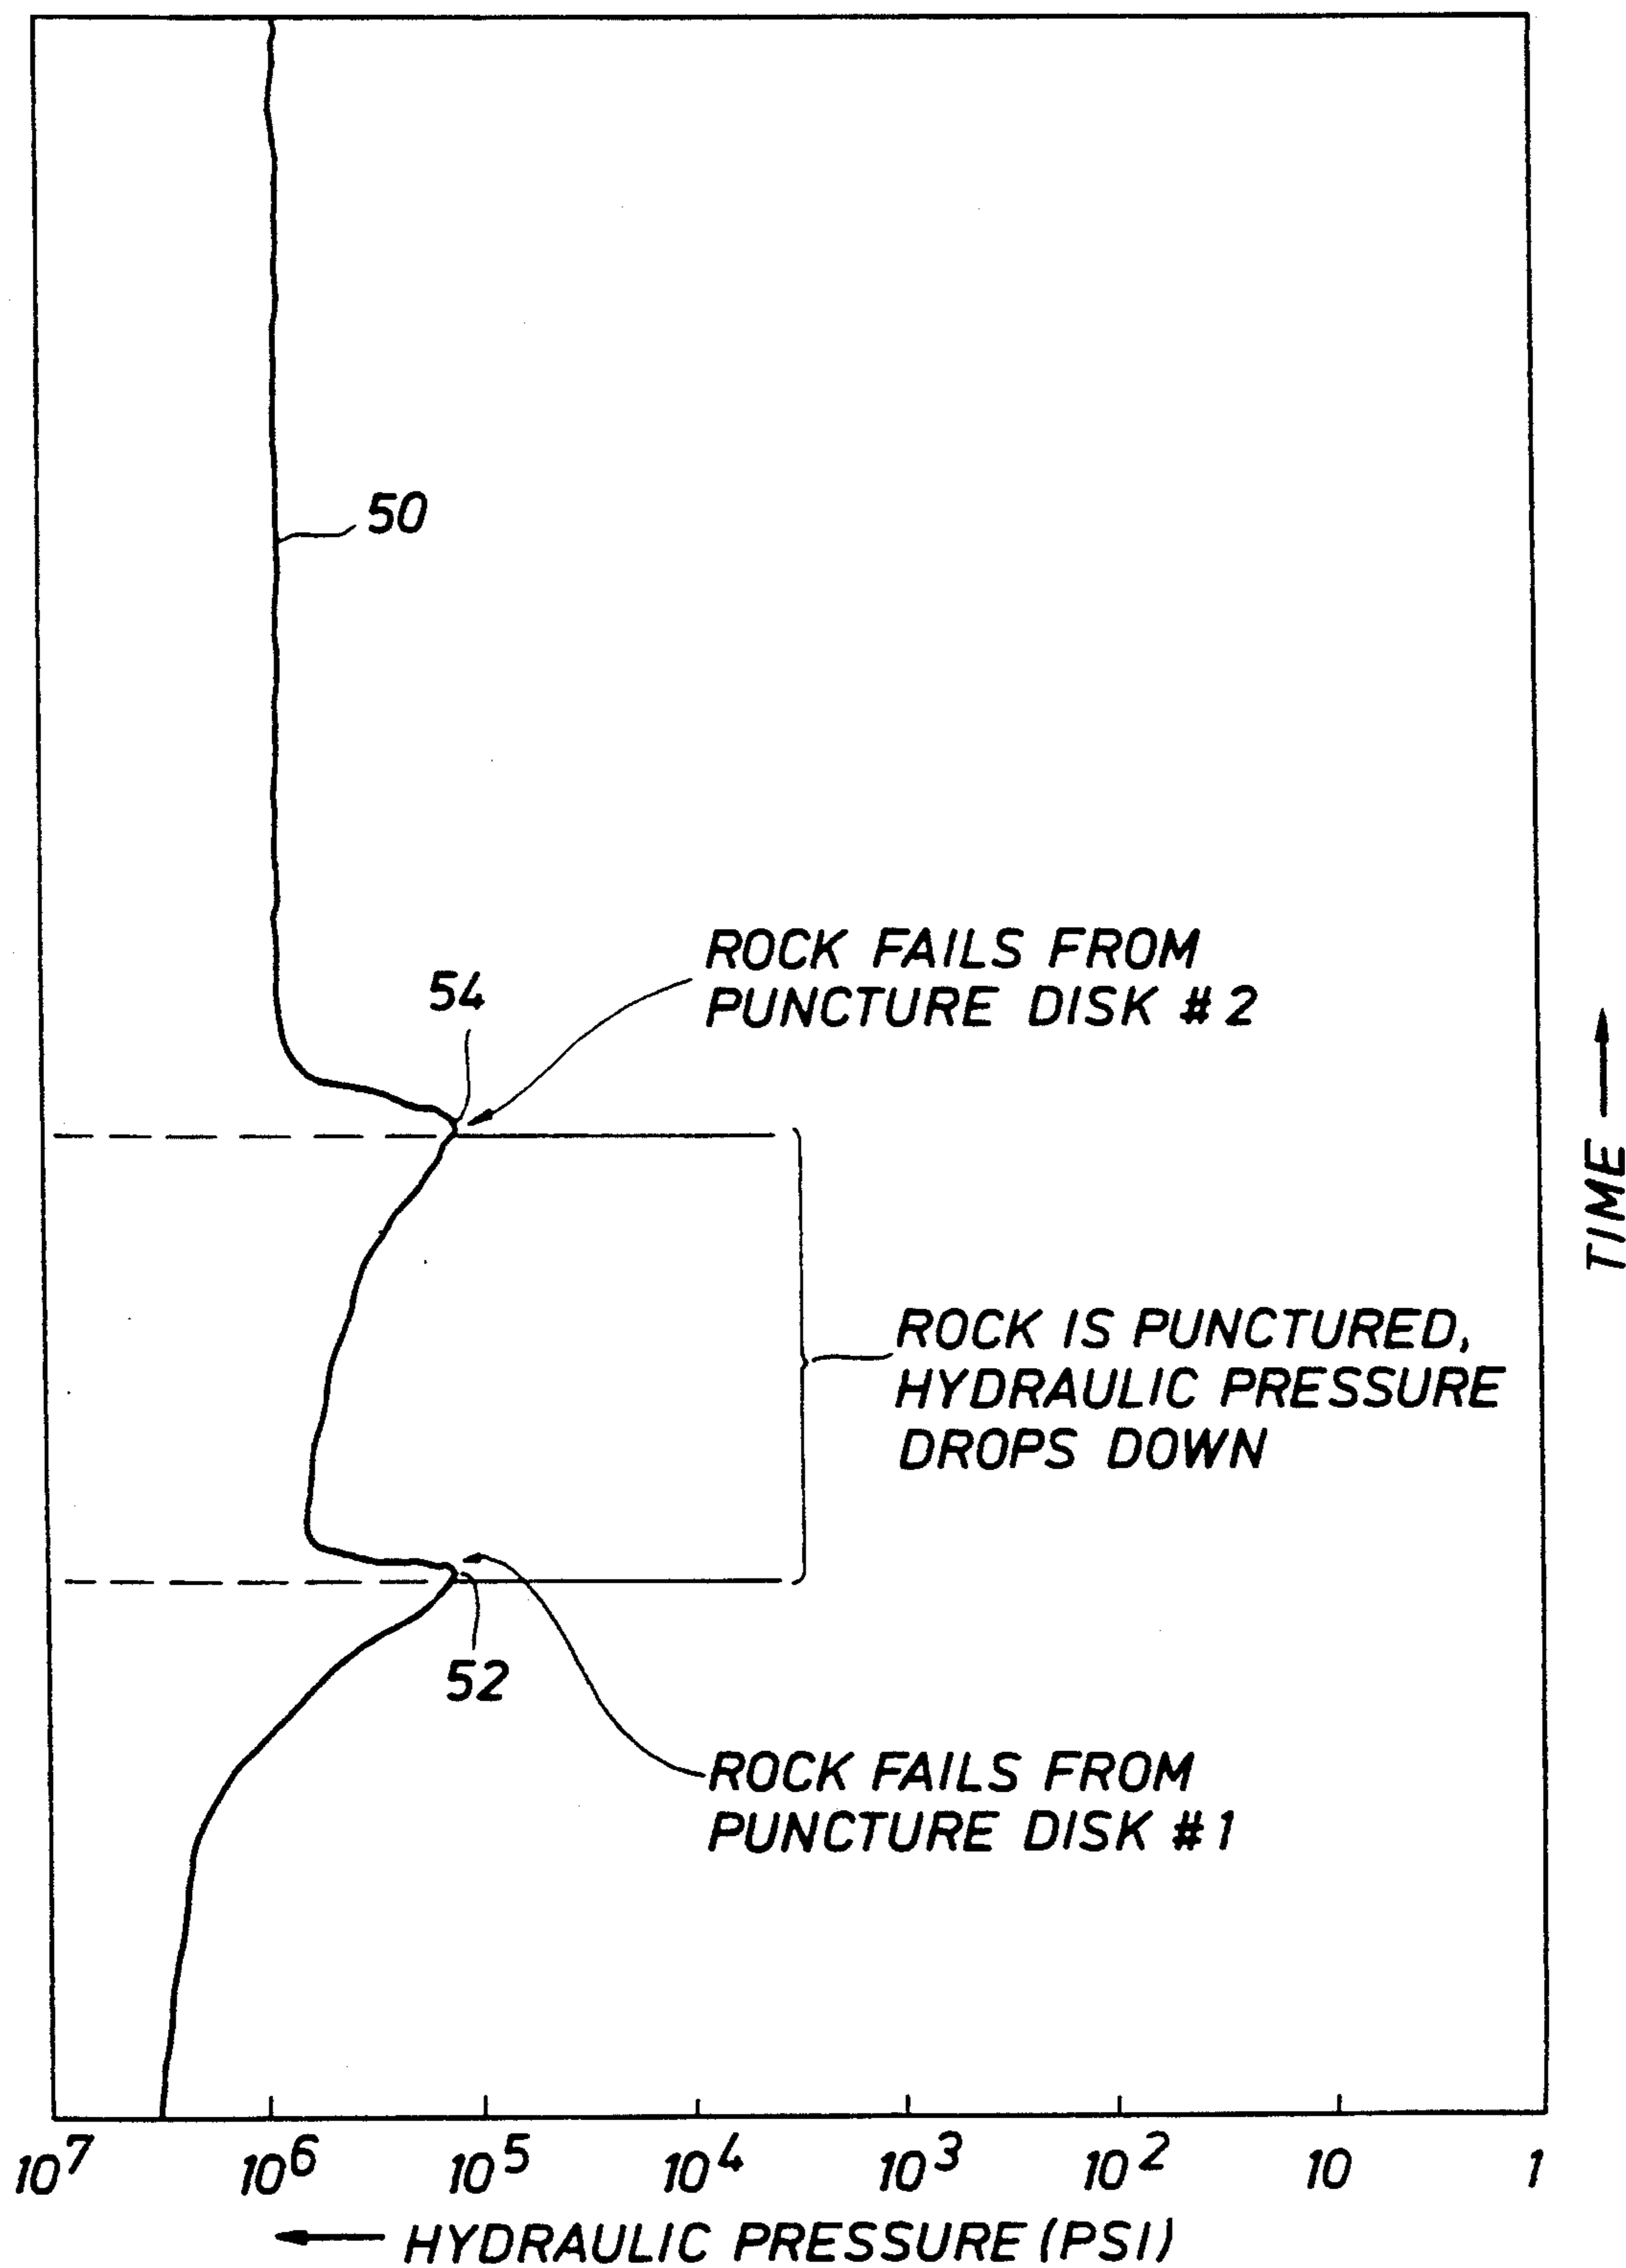 50
ROCK FAILS FROM
PUNCTURE DISK #2
54
TIME
ROCK IS PUNCTURED,
HYDRAULIC PRESSURE
DROPS DOWN
52
ROCK FAILS FROM
PUNCTURE DISK #1
10⁷ 10⁶ 10⁵ 10⁴ 10³ 10² 10 1
HYDRAULIC PRESSURE (PSI)